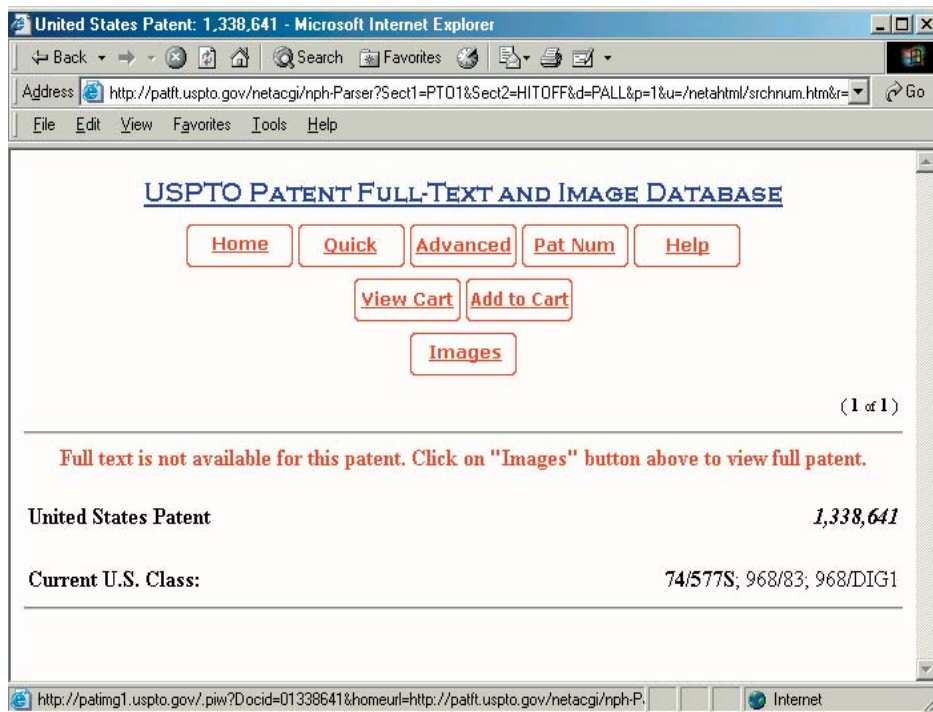 United States Patent: 1,338,641 - Microsoft Internet Explorer
Back Search Favorites
Address http://patft.uspto.gov/netacgi/nph-Parser?Sect1=PTO1&Sect2=HITOFF&d=PALL&p=1&u=/netahtml/srchnum.htm&r= Go
File Edit View Favorites Tools Help
USPTO PATENT FULL-TEXT AND IMAGE DATABASE
Home Quick Advanced Pat Num Help
View Cart Add to Cart
Images
(1 of 1)
Full text is not available for this patent. Click on "Images" button above to view full patent.
United States Patent 1,338,641
Current U.S. Class: 74/577S; 968/83; 968/DIG1
http://patimg1.uspto.gov/.piw?Docid=01338641&homeurl=http://patft.uspto.gov/netacgi/nph-P. Internet